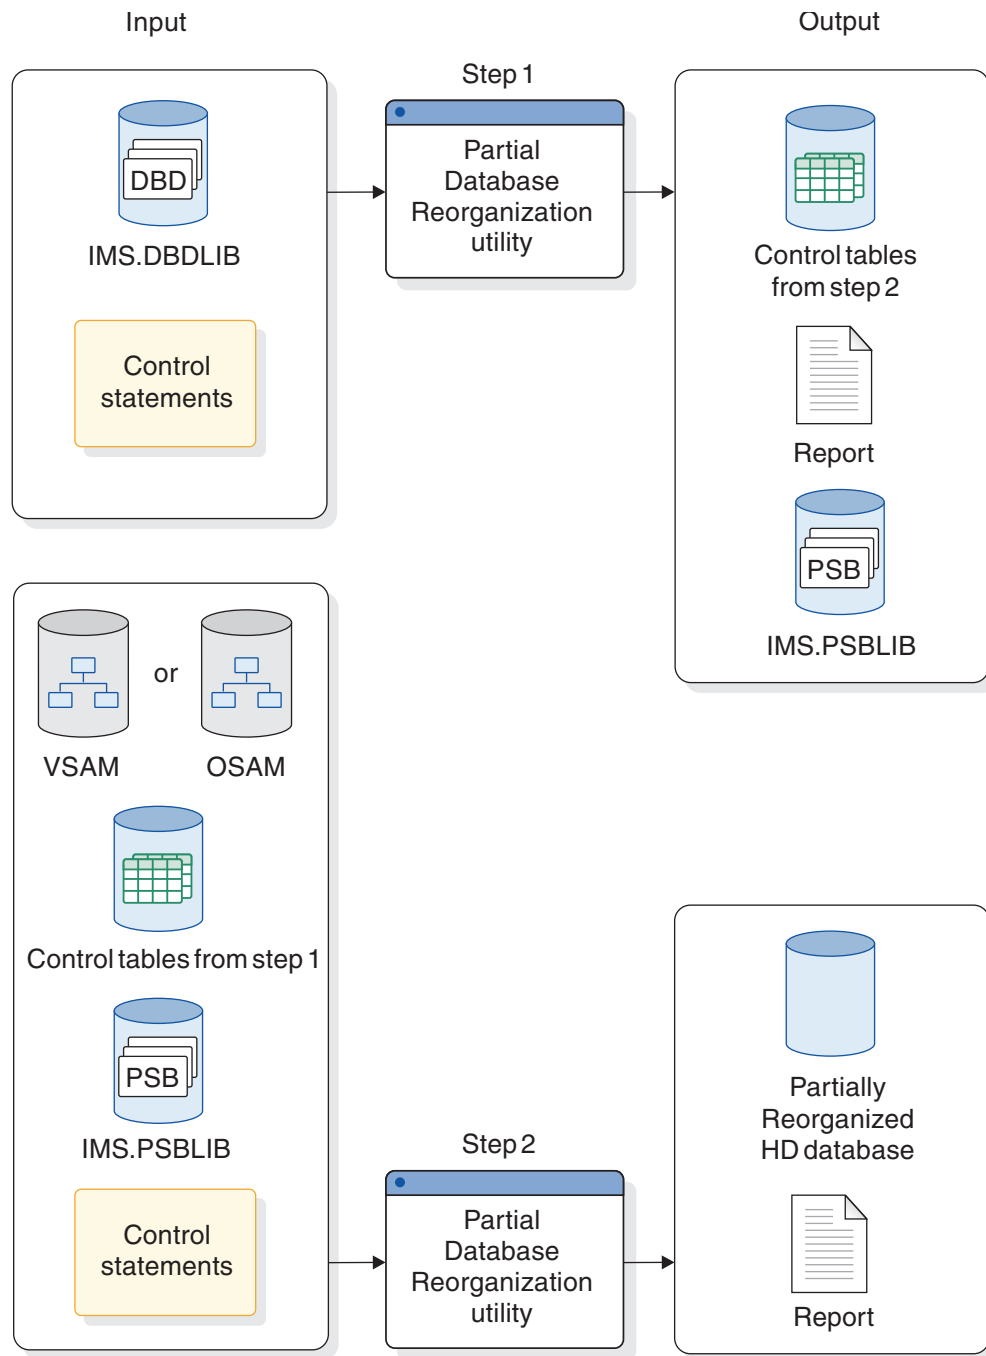 Input
Output
Step 1
DBD
IMS.DBDLIB
Control
statements
Partial
Database
Reorganization
utility
Control tables
from step 2
Report
PSB
IMS.PSBLIB
or
VSAM
OSAM
Control tables from step 1
PSB
IMS.PSBLIB
Control
statements
Step 2
Partial
Database
Reorganization
utility
Partially
Reorganized
HD database
Report